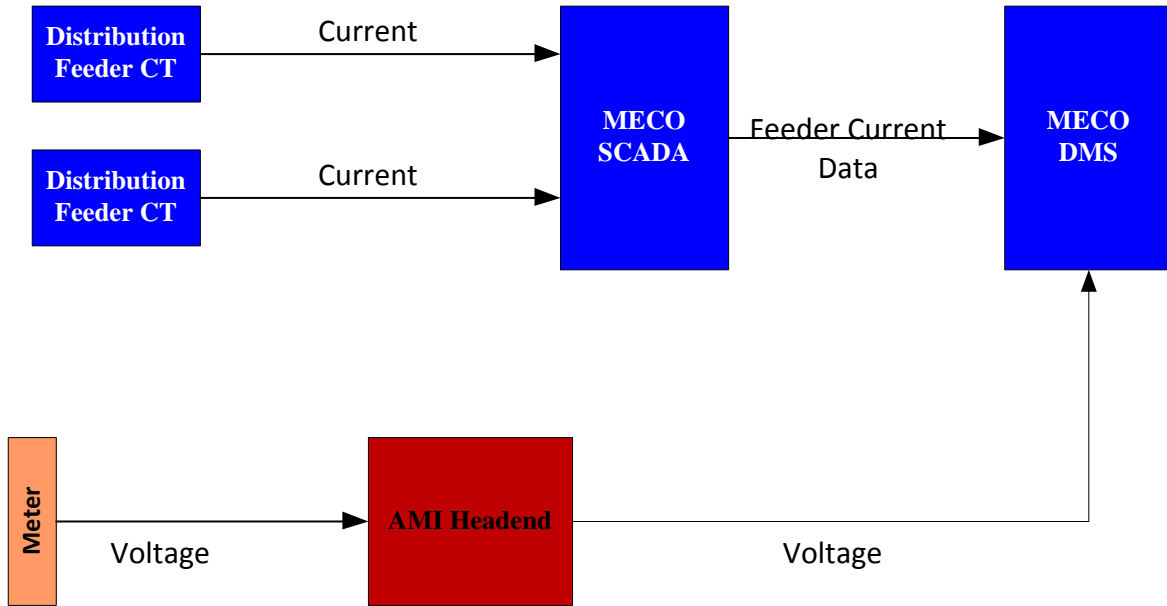 Distribution
Feeder CT
Current
MECO
SCADA
Feeder Current
Data
MECO
DMS
Distribution
Feeder CT
Current
Meter
Voltage
AMI Headend
Voltage